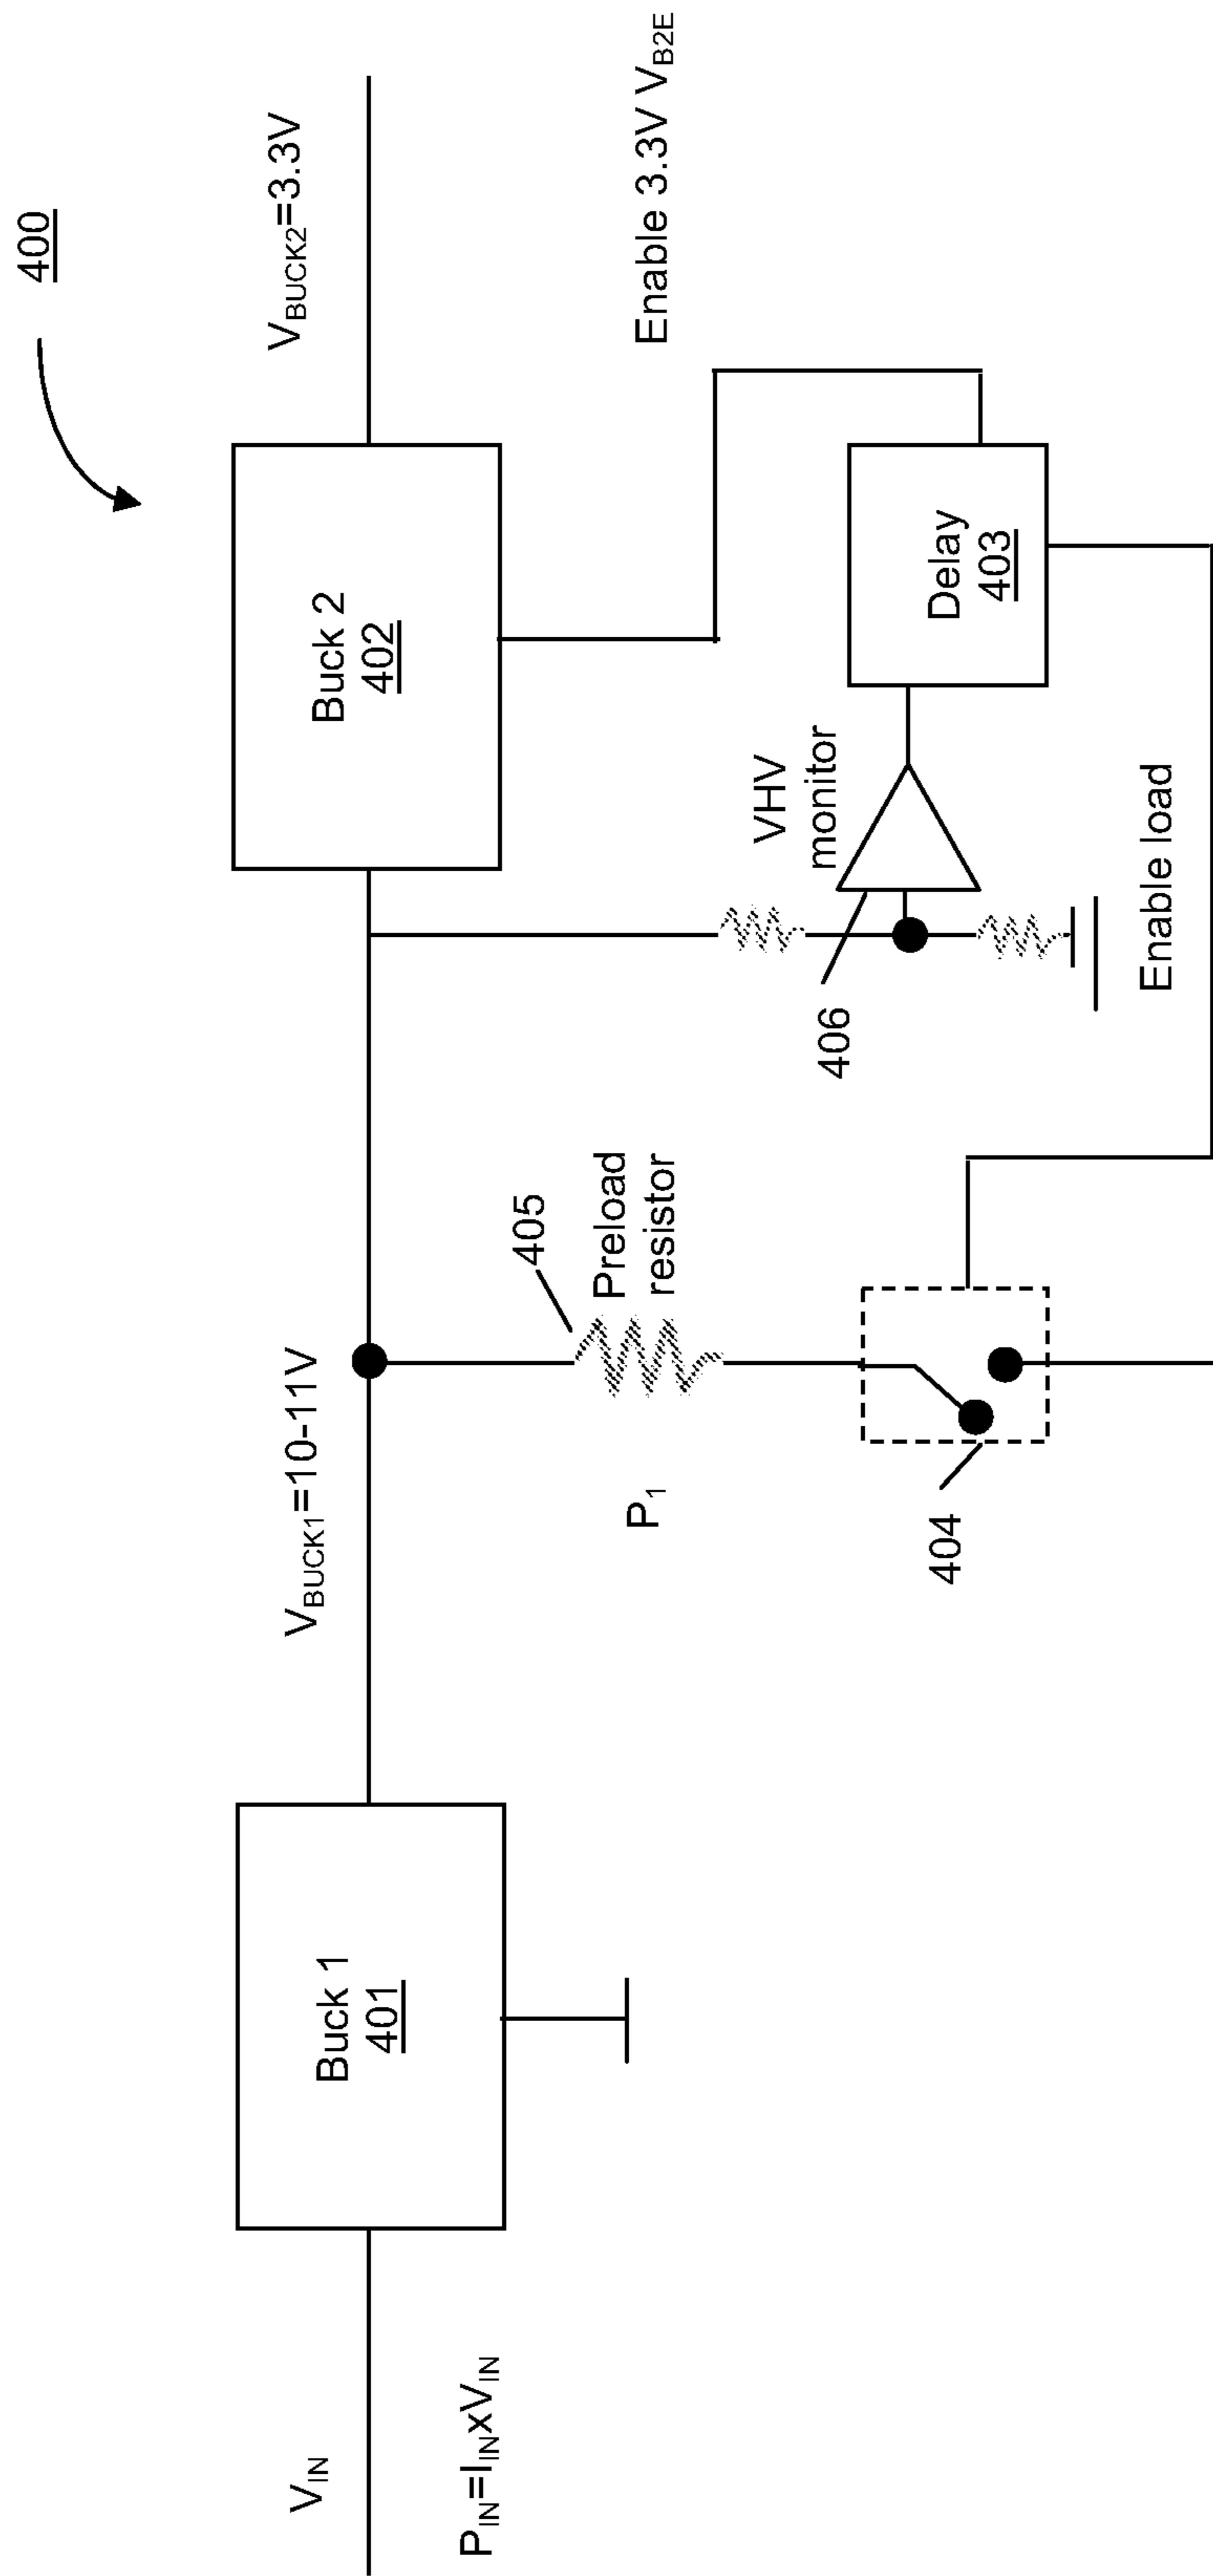 400
V_IN
P_IN=I_INxV_IN
Buck 1
401
V_BUCK1=10-11V
Buck 2
402
V_BUCK2=3.3V
405
Preload
resistor
P_1
404
406
VHV
monitor
Delay
403
Enable 3.3V V_B2E
Enable load